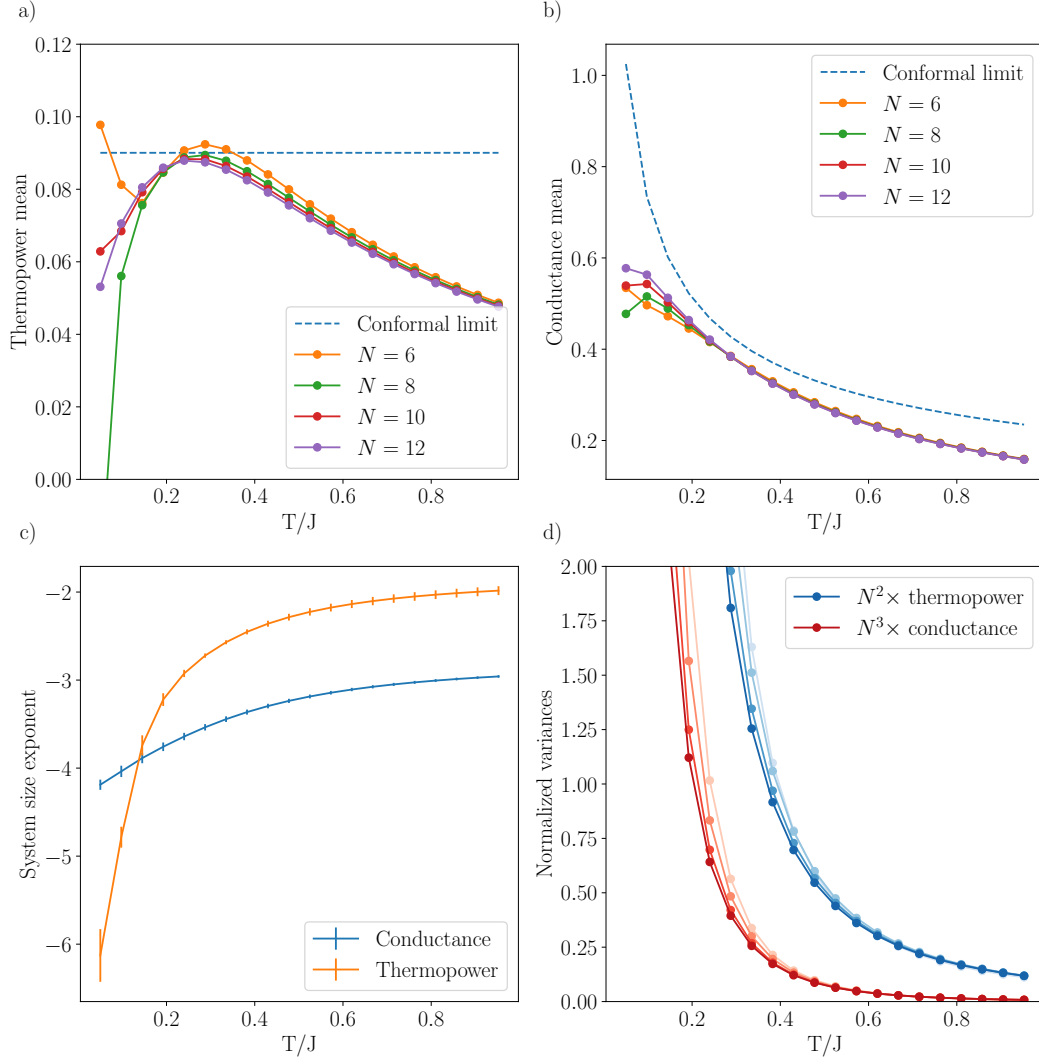 a)
0.12
0.10
0.08
0.06
0.04
0.02
0.00
Thermopower mean
0.2
0.4
0.6
0.8
T/J
Conformal limit
N = 6
N = 8
N = 10
N = 12
b)
1.0
0.8
0.6
0.4
0.2
Conductance mean
0.2
0.4
0.6
0.8
T/J
Conformal limit
N = 6
N = 8
N = 10
N = 12
c)
−2
−3
−4
−5
−6
System size exponent
0.2
0.4
0.6
0.8
T/J
Conductance
Thermopower
d)
2.00
1.75
1.50
1.25
1.00
0.75
0.50
0.25
0.00
Normalized variances
0.2
0.4
0.6
0.8
T/J
N²× thermopower
N³× conductance